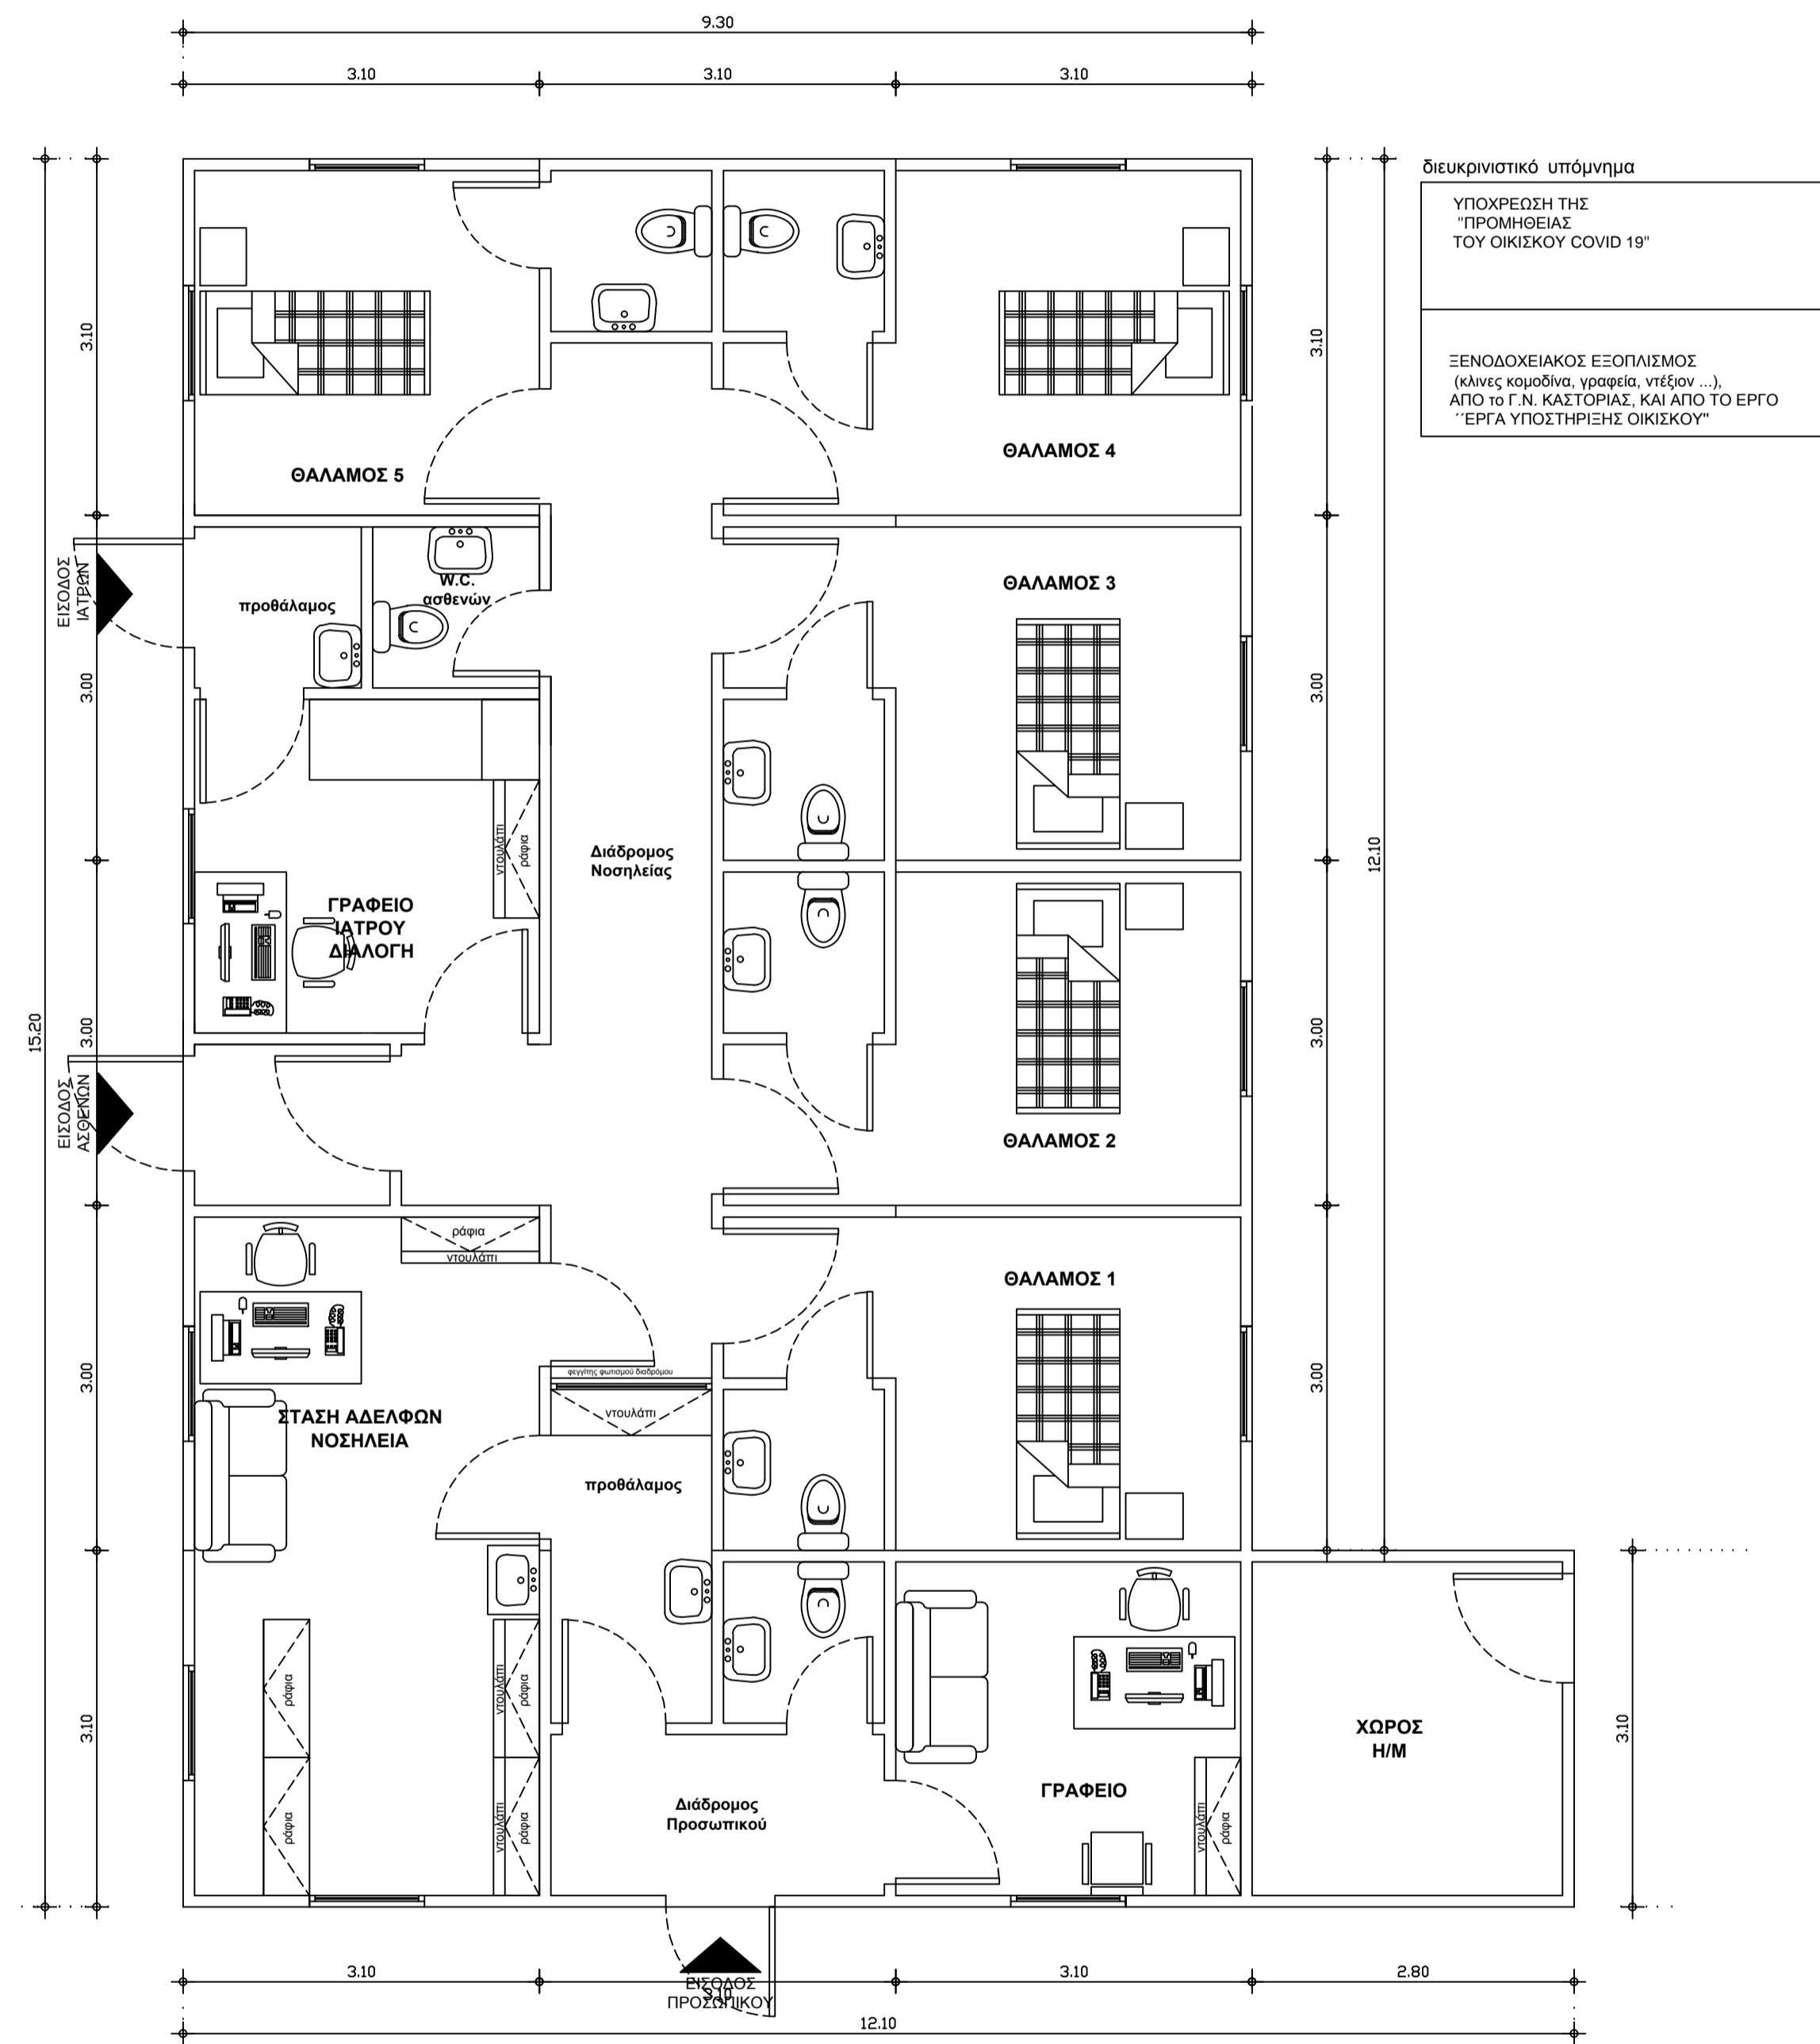 9.30
3.10
3.10
3.10
διευκρινιστικό υπόμνημα
ΥΠΟΧΡΕΩΣΗ ΤΗΣ
"ΠΡΟΜΗΘΕΙΑΣ
ΤΟΥ ΟΙΚΙΣΚΟΥ COVID 19"
ΞΕΝΟΔΟΧΕΙΑΚΟΣ ΕΞΟΠΛΙΣΜΟΣ
(κλινες κομοδίνα, γραφεία, ντέξιον ...),
ΑΠΟ το Γ.Ν. ΚΑΣΤΟΡΙΑΣ, ΚΑΙ ΑΠΟ ΤΟ ΕΡΓΟ
´´ΕΡΓΑ ΥΠΟΣΤΗΡΙΞΗΣ ΟΙΚΙΣΚΟΥ"
3.10
3.10
ΘΑΛΑΜΟΣ 5
ΘΑΛΑΜΟΣ 4
ΕΙΣΟΔΟΣ
ΙΑΤΡΩΝ
προθάλαμος
W.C.
ασθενών
ΘΑΛΑΜΟΣ 3
3.00
3.00
ντουλάπι
ράφια
Διάδρομος
Νοσηλείας
12.10
ΓΡΑΦΕΙΟ
ΙΑΤΡΟΥ
ΔΙΑΛΟΓΗ
15.20
3.00
3.00
ΕΙΣΟΔΟΣ
ΑΣΘΕΝΩΝ
ΘΑΛΑΜΟΣ 2
ράφια
ντουλάπι
ΘΑΛΑΜΟΣ 1
3.00
3.00
φεγγίτης φωτισμού διαδρόμου
ντουλάπι
ΣΤΑΣΗ ΑΔΕΛΦΩΝ
ΝΟΣΗΛΕΙΑ
προθάλαμος
ράφια
ντουλάπι
ράφια
3.10
3.10
ΧΩΡΟΣ
Η/Μ
ΓΡΑΦΕΙΟ
Διάδρομος
Προσωπικού
ράφια
ντουλάπι
ράφια
ντουλάπι
ράφια
3.10
3.10
3.10
2.80
ΕΙΣΟΔΟΣ
ΠΡΟΣΩΠΙΚΟΥ
12.10